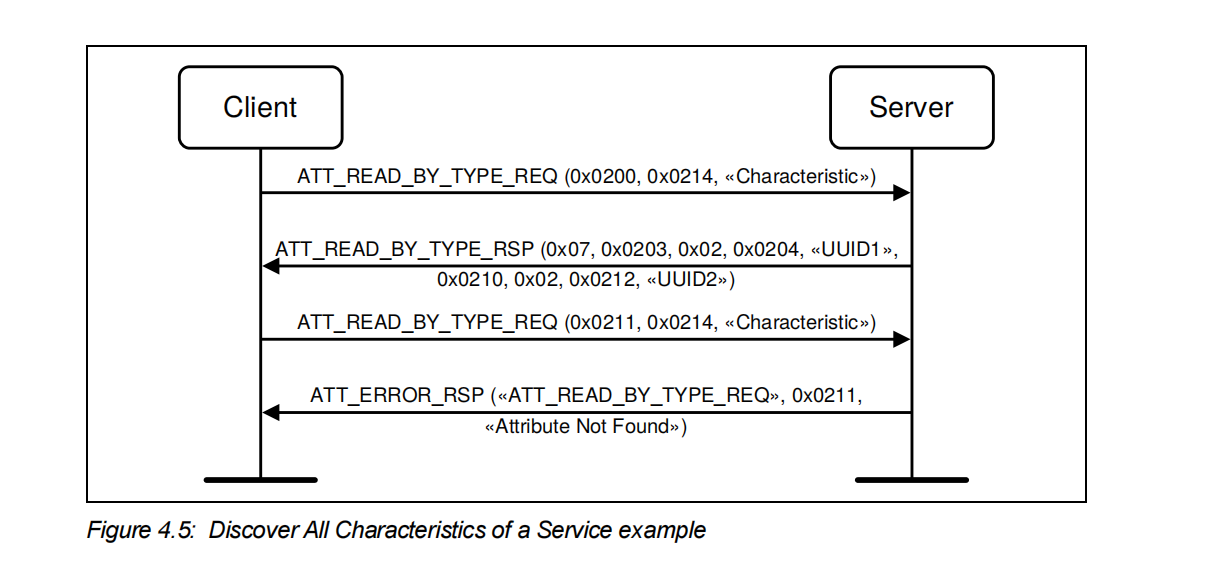 Client
Server
ATT_READ_BY_TYPE_REQ (0x0200, 0x0214, «Characteristic»)
ATT_READ_BY_TYPE_RSP (0x07, 0x0203, 0x02, 0x0204, «UUID1»,
0x0210, 0x02, 0x0212, «UUID2»)
ATT_READ_BY_TYPE_REQ (0x0211, 0x0214, «Characteristic»)
ATT_ERROR_RSP («ATT_READ_BY_TYPE_REQ», 0x0211,
«Attribute Not Found»)
Figure 4.5: Discover All Characteristics of a Service example